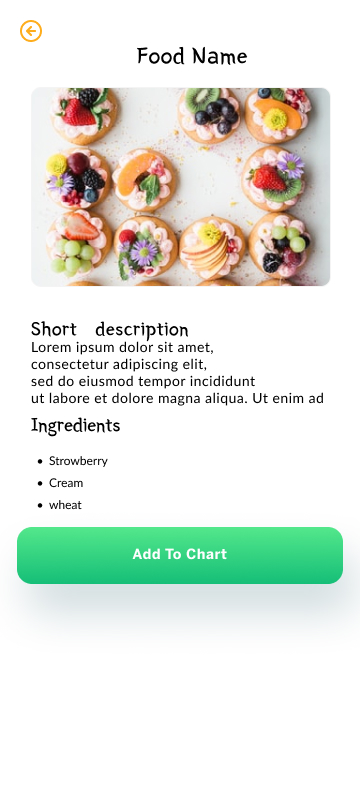 Food Name
Short description
Lorem ipsum dolor sit amet,
consectetur adipiscing elit,
sed do eiusmod tempor incididunt
ut labore et dolore magna aliqua. Ut enim ad
Ingredients
• Strowberry
• Cream
• wheat
Add To Chart